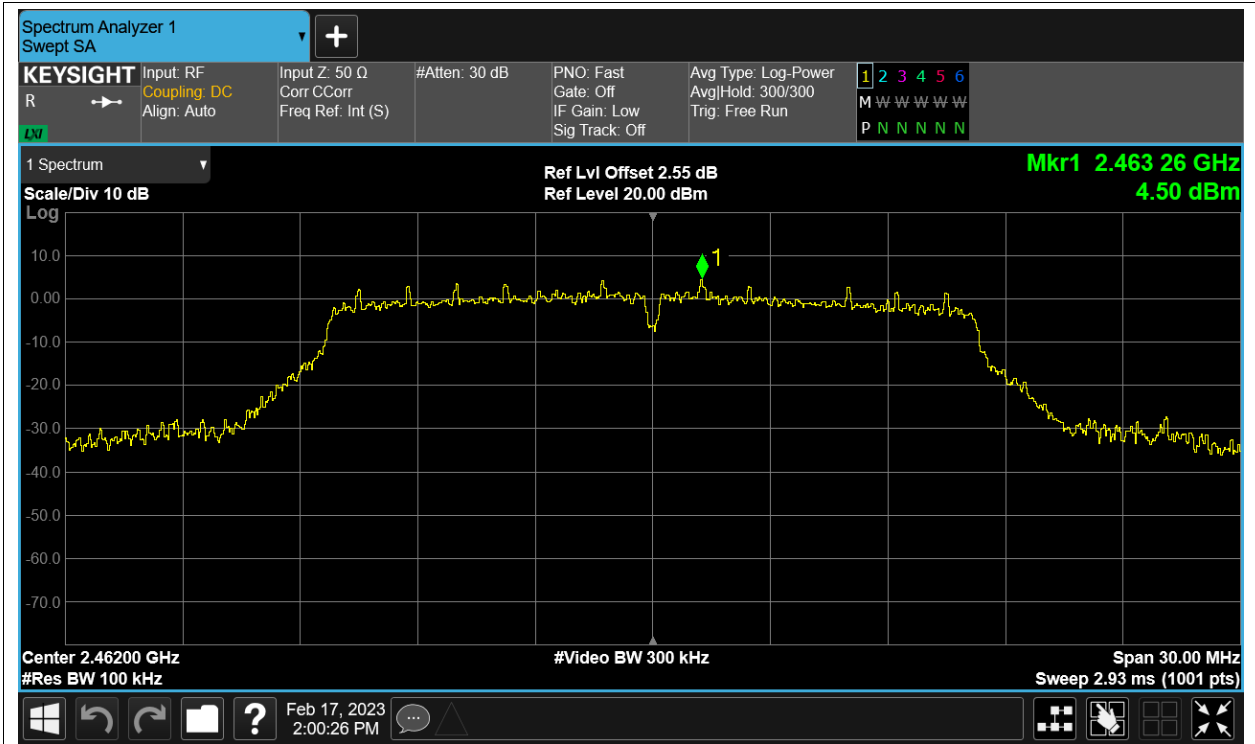 Spectrum Analyzer 1
Swept SA
KEYSIGHT
R
LXI
Input: RF
Coupling: DC
Align: Auto
Input Z: 50 Ω
Corr CCorr
Freq Ref: Int (S)
#Atten: 30 dB
PNO: Fast
Gate: Off
IF Gain: Low
Sig Track: Off
Avg Type: Log-Power
Avg|Hold: 300/300
Trig: Free Run
1 2 3 4 5 6
M W W W W W
P N N N N N
1 Spectrum
Scale/Div 10 dB
Log
Ref Lvl Offset 2.55 dB
Ref Level 20.00 dBm
Mkr1 2.463 26 GHz
4.50 dBm
1
10.0
0.00
-10.0
-20.0
-30.0
-40.0
-50.0
-60.0
-70.0
Center 2.46200 GHz
#Res BW 100 kHz
#Video BW 300 kHz
Span 30.00 MHz
Sweep 2.93 ms (1001 pts)
?
Feb 17, 2023
2:00:26 PM